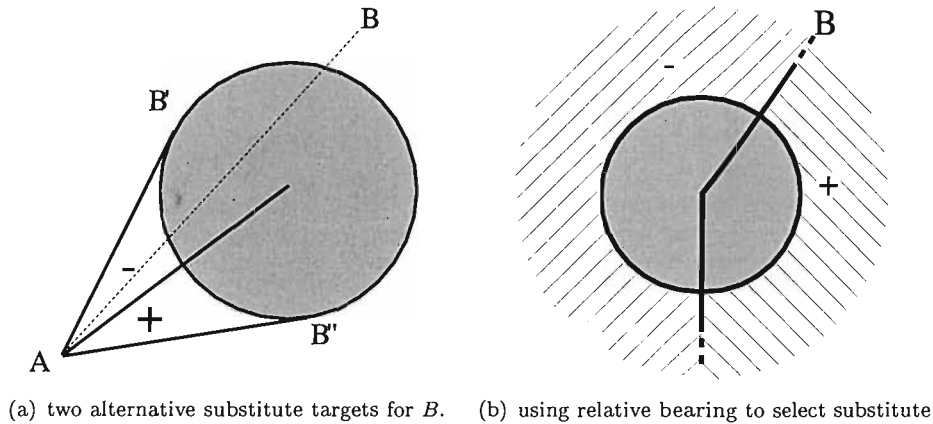 B
B'
-
+
A
B"
B
-
+
(a) two alternative substitute targets for B.
(b) using relative bearing to select substitute